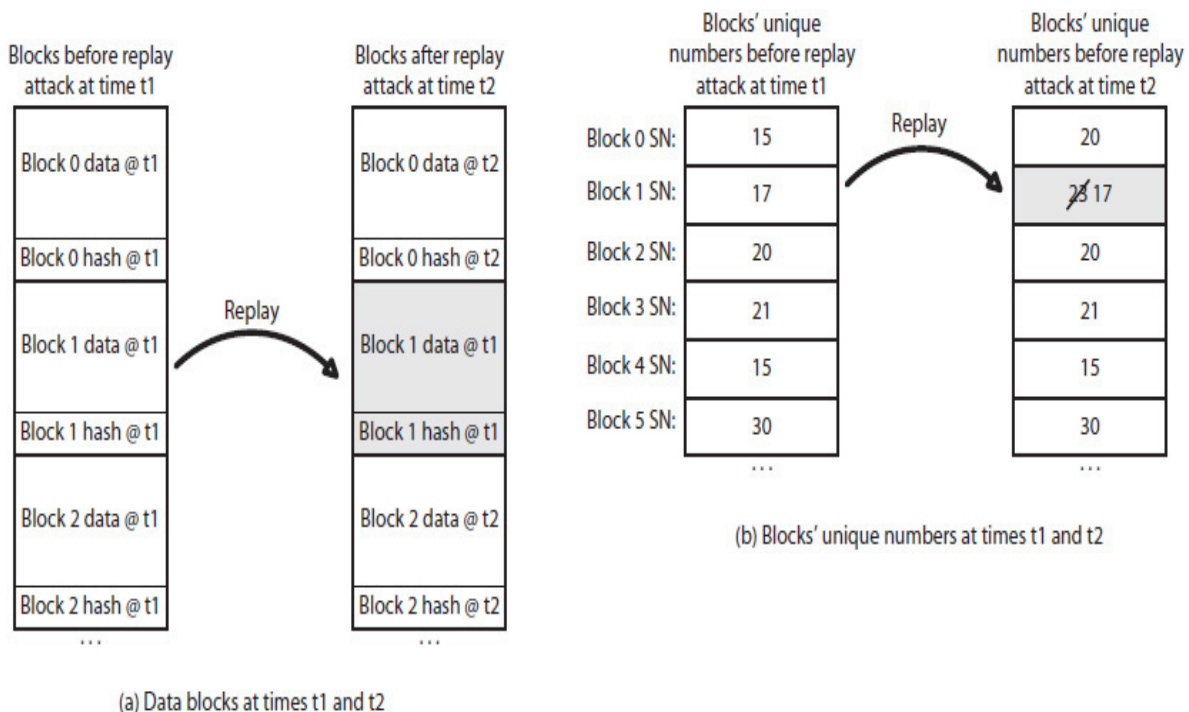 Blocks before replay
attack at time t1
Block 0 data @ t1
Block 0 hash @ t1
Block 1 data @ t1
Block 1 hash @ t1
Block 2 data @ t1
Block 2 hash @ t1
...
Replay
Blocks after replay
attack at time t2
Block 0 data @ t2
Block 0 hash @ t2
Block 1 data @ t1
Block 1 hash @ t1
Block 2 data @ t2
Block 2 hash @ t2
...
(a) Data blocks at times t1 and t2
Blocks' unique
numbers before replay
attack at time t1
Block 0 SN: 15
Block 1 SN: 17
Block 2 SN: 20
Block 3 SN: 21
Block 4 SN: 15
Block 5 SN: 30
...
Replay
Blocks' unique
numbers before replay
attack at time t2
20
23 17
20
21
15
30
...
(b) Blocks' unique numbers at times t1 and t2